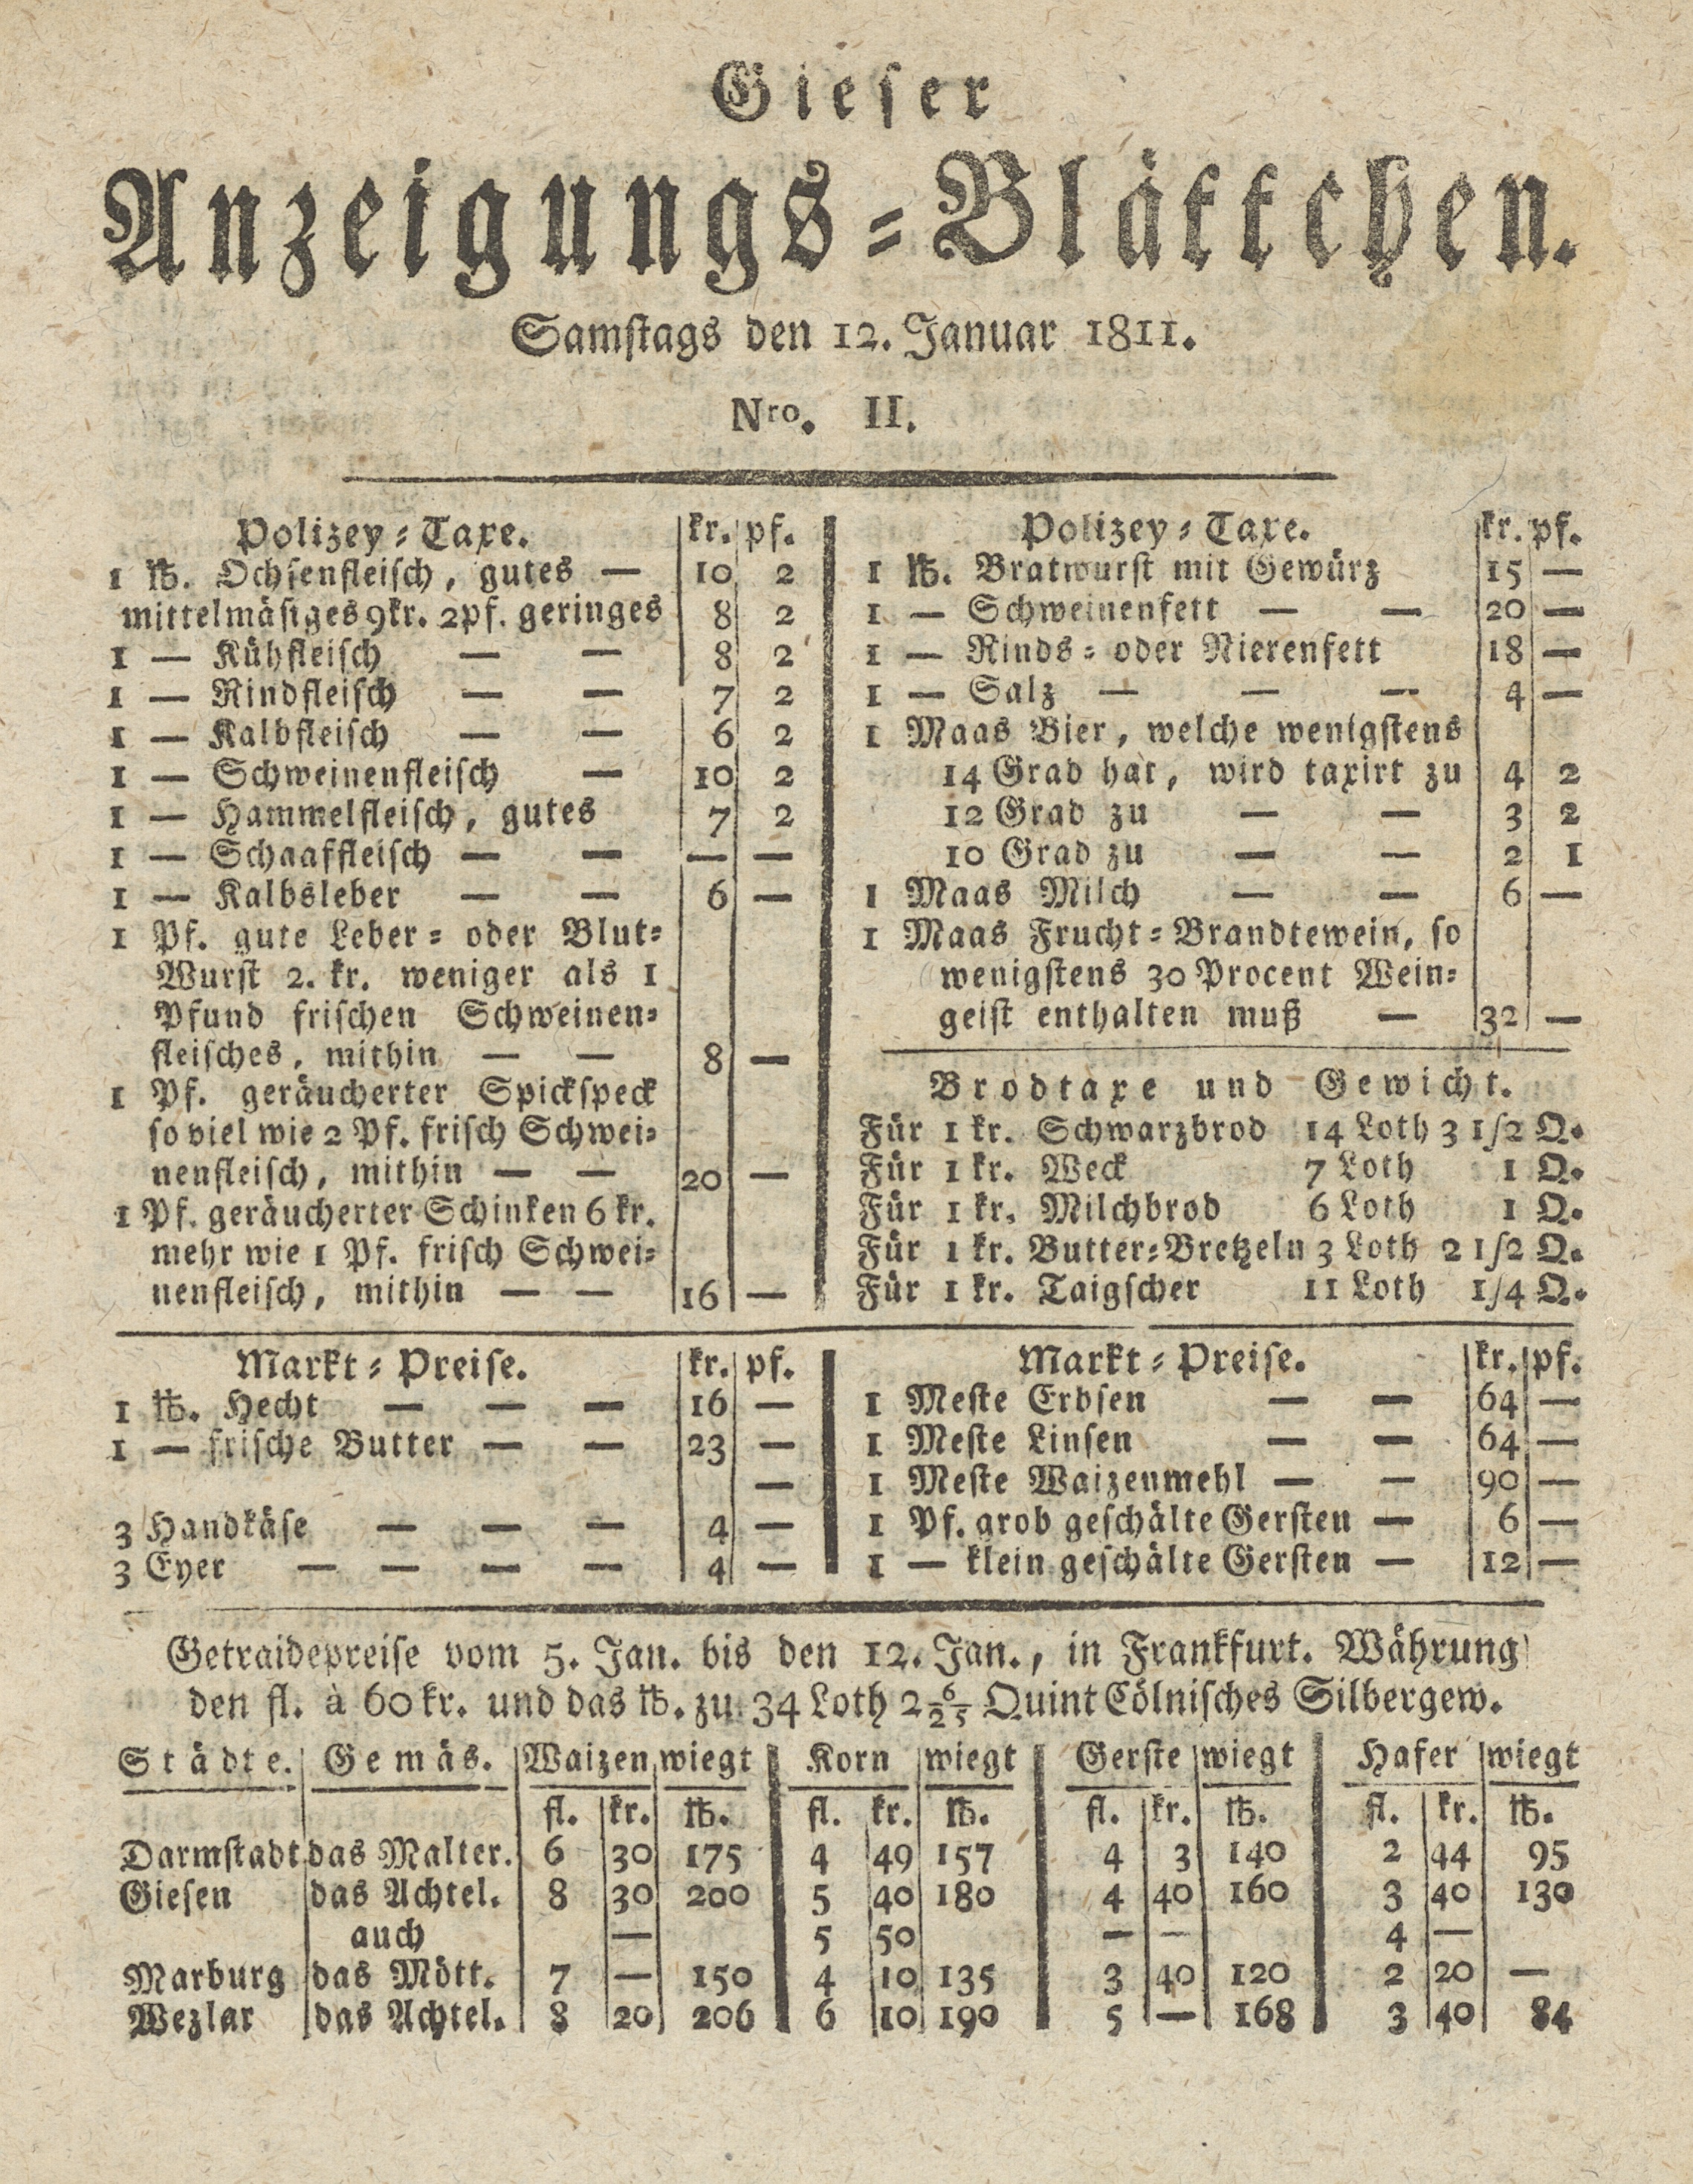 Gieser
Anzeigungs-Blättchen.
Samstags den 12. Januar 1811.
Nro. II.
Polizey-Taxe. kr. pf.
1 ℔. Ochsenfleisch, gutes — 10 2
mittelmäsiges 9kr. 2pf. geringes 8 2
1 — Kühfleisch — — 8 2
1 — Rindfleisch — — 7 2
1 — Kalbfleisch — — 6 2
1 — Schweinenfleisch — 10 2
1 — Hammelfleisch, gutes 7 2
1 — Schaaffleisch — — — —
1 — Kalbsleber — — 6 —
1 Pf. gute Leber- oder Blut-
Wurst 2. kr. weniger als 1
Pfund frischen Schweinen-
fleisches, mithin — — 8 —
1 Pf. geräucherter Spickspeck
so viel wie 2 Pf. frisch Schwei-
nenfleisch, mithin — — 20 —
1 Pf. geräucherter Schinken 6 kr.
mehr wie 1 Pf. frisch Schwei-
nenfleisch, mithin — — 16 —
Polizey-Taxe. kr. pf.
1 ℔. Bratwurst mit Gewürz 15 —
1 — Schweinenfett — — 20 —
1 — Rinds- oder Nierenfett 18 —
1 — Salz — — — 4 —
1 Maas Bier, welche wenigstens
14 Grad hat, wird taxirt zu 4 2
12 Grad zu — — 3 2
10 Grad zu — — 2 1
1 Maas Milch — — 6 —
1 Maas Frucht-Brandtewein, so
wenigstens 30 Procent Wein-
geist enthalten muß — 32 —
Brodtaxe und Gewicht.
Für 1 kr. Schwarzbrod 14 Loth 3 1/2 Q.
Für 1 kr. Weck 7 Loth 1 Q.
Für 1 kr. Milchbrod 6 Loth 1 Q.
Für 1 kr. Butter-Bretzeln 3 Loth 2 1/2 Q.
Für 1 kr. Taigscher 11 Loth 1/4 Q.
Markt-Preise. kr. pf.
1 ℔. Hecht — — — 16 —
1 — frische Butter — — 23 —
—
3 Handkäse — — — 4 —
3 Eyer — — — — 4 —
Markt-Preise. kr. pf.
1 Meste Erbsen — — 64 —
1 Meste Linsen — — 64 —
1 Meste Waizenmehl — — 90 —
1 Pf. grob geschälte Gersten — 6 —
1 — klein geschälte Gersten — 12 —
Getraidepreise vom 5. Jan. bis den 12. Jan., in Frankfurt. Währung
den fl. à 60 kr. und das ℔. zu 34 Loth 2 6/25 Quint Cölnisches Silbergew.
Städte. Gemäs. Waizen wiegt Korn wiegt Gerste wiegt Hafer wiegt
fl. kr. ℔. fl. kr. ℔. fl. kr. ℔. fl. kr. ℔.
Darmstadt das Malter. 6 30 175 4 49 157 4 3 140 2 44 95
Giesen das Achtel. 8 30 200 5 40 180 4 40 160 3 40 130
auch — 5 50 — — 4 —
Marburg das Mött. 7 — 150 4 10 135 3 40 120 2 20 —
Wezlar das Achtel. 8 20 206 6 10 190 5 — 168 3 40 84